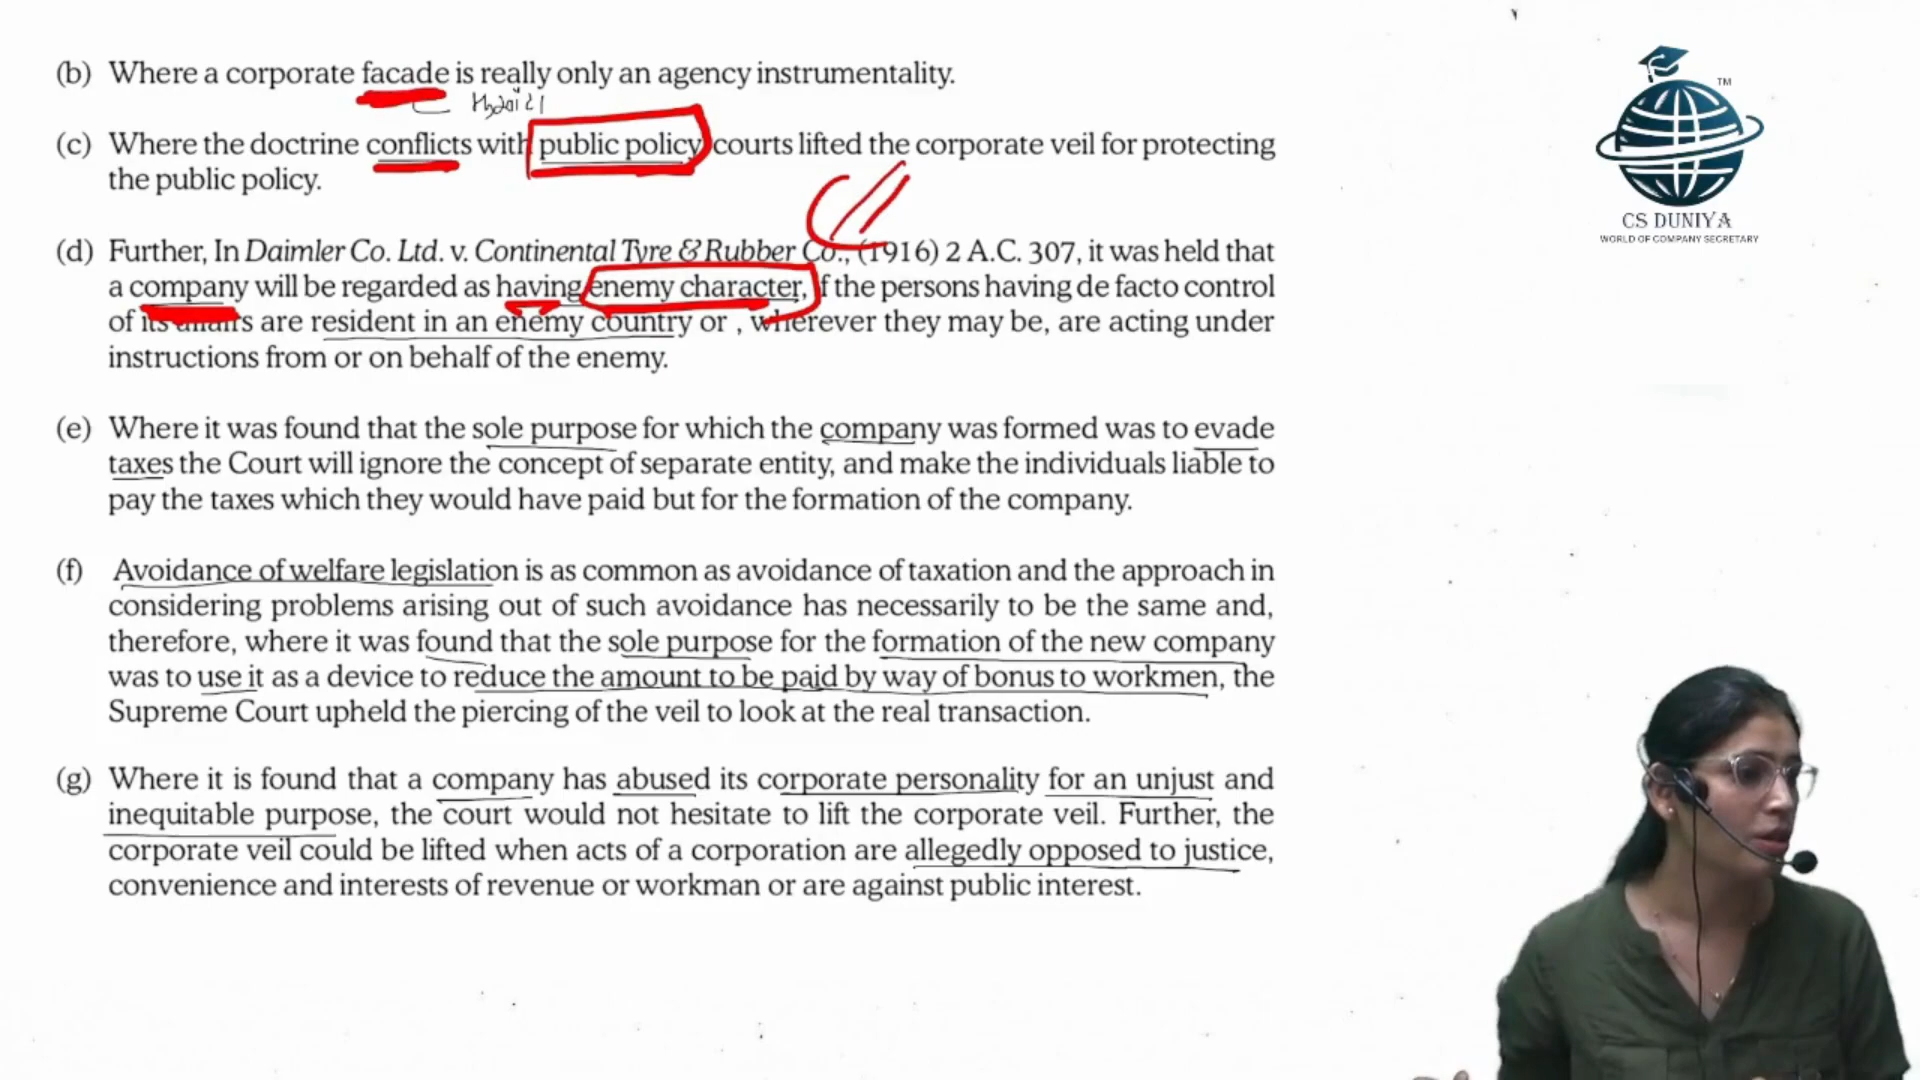 (b) Where a corporate facade is really only an agency instrumentality.
(c) Where the doctrine conflicts with public policy courts lifted the corporate veil for protecting
the public policy.
(d) Further, In Daimler Co. Ltd. v. Continental Tyre & Rubber Co., (1916) 2 A.C. 307, it was held that
a company will be regarded as having enemy character, if the persons having de facto control
of its affairs are resident in an enemy country or , wherever they may be, are acting under
instructions from or on behalf of the enemy.
(e) Where it was found that the sole purpose for which the company was formed was to evade
taxes the Court will ignore the concept of separate entity, and make the individuals liable to
pay the taxes which they would have paid but for the formation of the company.
(f) Avoidance of welfare legislation is as common as avoidance of taxation and the approach in
considering problems arising out of such avoidance has necessarily to be the same and,
therefore, where it was found that the sole purpose for the formation of the new company
was to use it as a device to reduce the amount to be paid by way of bonus to workmen, the
Supreme Court upheld the piercing of the veil to look at the real transaction.
(g) Where it is found that a company has abused its corporate personality for an unjust and
inequitable purpose, the court would not hesitate to lift the corporate veil. Further, the
corporate veil could be lifted when acts of a corporation are allegedly opposed to justice,
convenience and interests of revenue or workman or are against public interest.
TM
CS DUNIYA
WORLD OF COMPANY SECRETARY